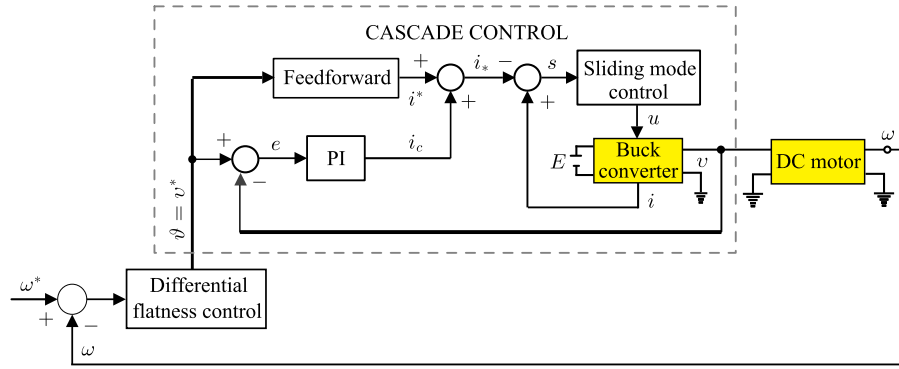 CASCADE CONTROL
Feedforward
+
i*
+
i_*
−
s
+
Sliding mode
control
u
+
e
−
PI
i_c
E
Buck
converter
v
i
DC motor
ω
ϑ = v*
ω*
+
−
Differential
flatness control
ω